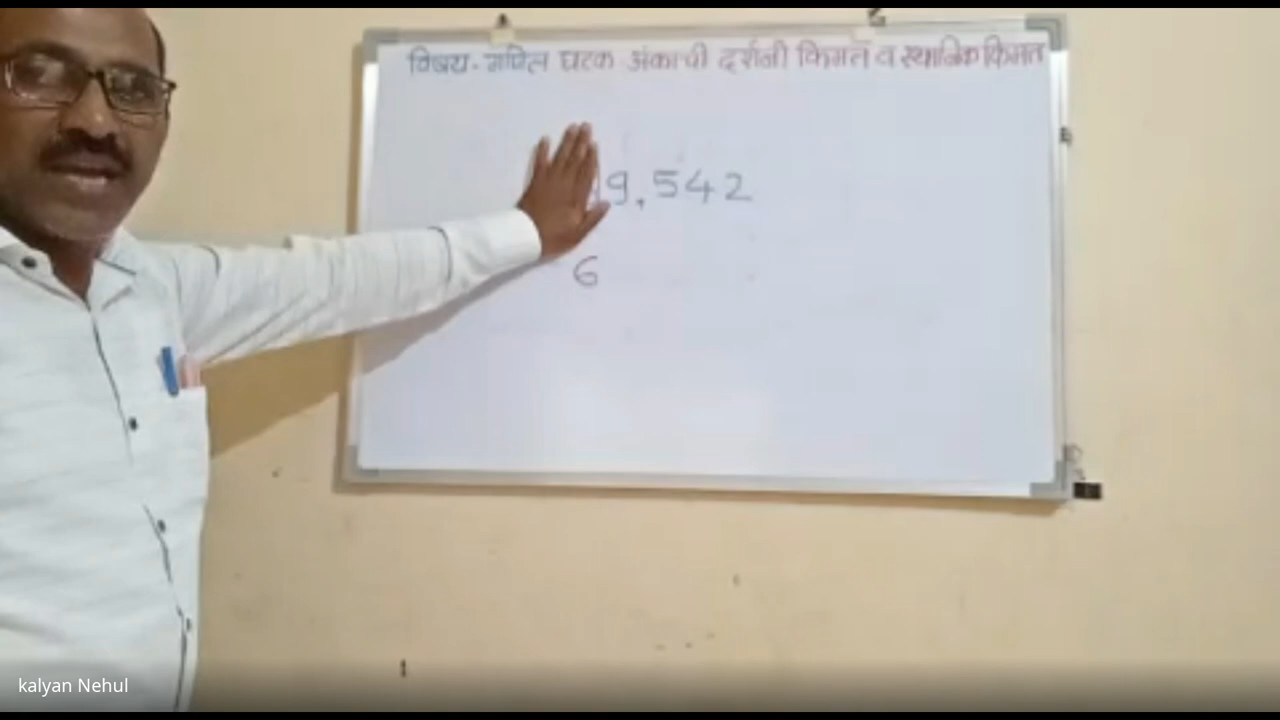 विषय - गणित घटक अंकाची दर्शनी किंमत व स्थानिक किंमत
9,542
6
kalyan Nehul